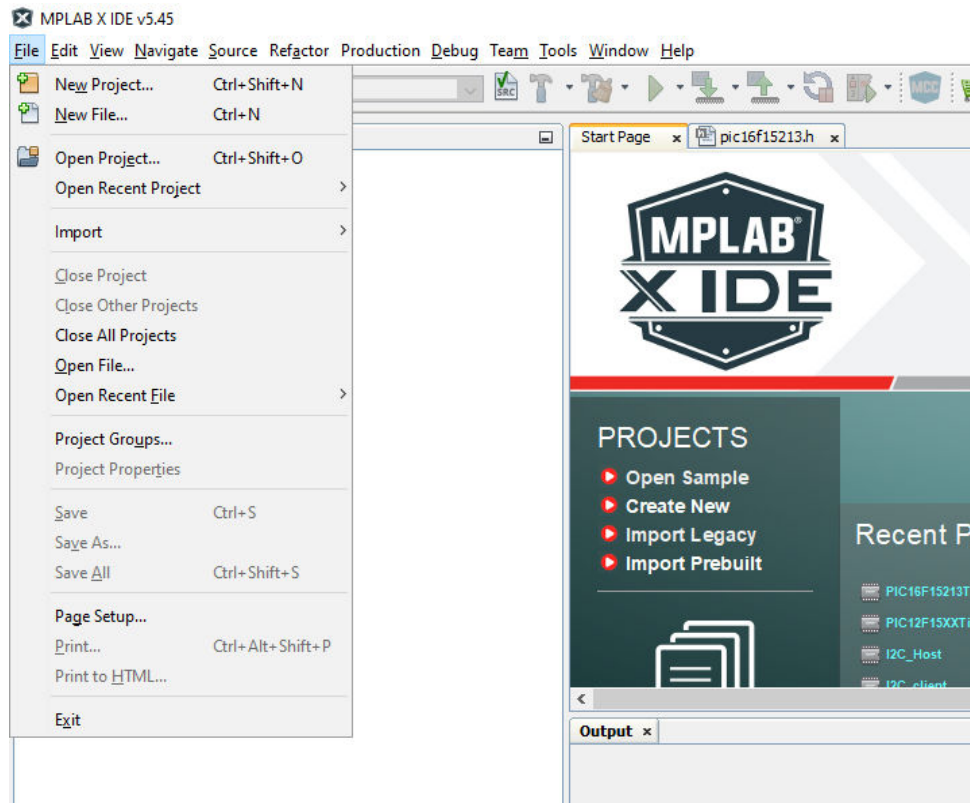 MPLAB X IDE v5.45
File Edit View Navigate Source Refactor Production Debug Team Tools Window Help
New Project... Ctrl+Shift+N
New File... Ctrl+N
Open Project... Ctrl+Shift+O
Open Recent Project
Import
Close Project
Close Other Projects
Close All Projects
Open File...
Open Recent File
Project Groups...
Project Properties
Save Ctrl+S
Save As...
Save All Ctrl+Shift+S
Page Setup...
Print... Ctrl+Alt+Shift+P
Print to HTML...
Exit
SRC
MCC
Start Page x pic16f15213.h x
MPLAB®
X IDE
PROJECTS
Open Sample
Create New
Import Legacy
Import Prebuilt
Recent P
PIC16F15213T
PIC12F15XXTi
I2C_Host
I2C_client
Output x